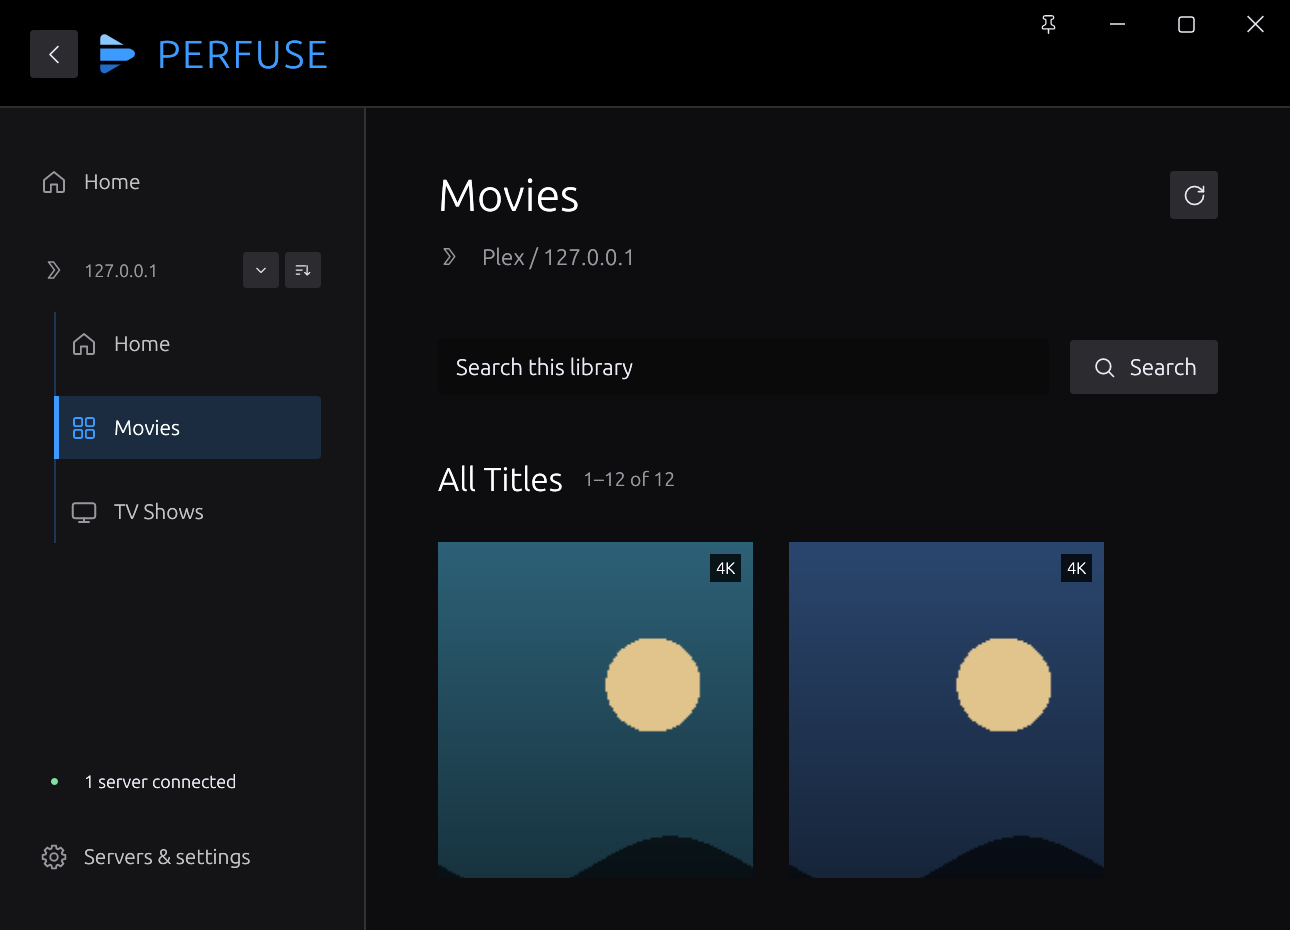 PERFUSE
Home
127.0.0.1
Home
Movies
TV Shows
1 server connected
Servers & settings
Movies
Plex / 127.0.0.1
Search this library
Search
All Titles 1–12 of 12
4K
4K